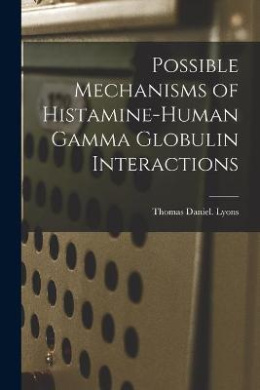 Possible
Mechanisms of
Histamine-Human
Gamma Globulin
Interactions
Thomas Daniel. Lyons